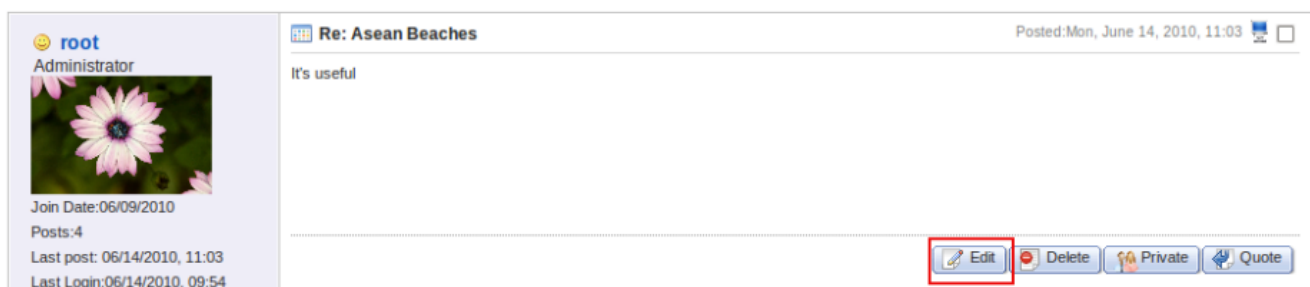 root
Administrator
Join Date:06/09/2010
Posts:4
Last post: 06/14/2010, 11:03
Last Login:06/14/2010, 09:54
Re: Asean Beaches
Posted:Mon, June 14, 2010, 11:03
It's useful
Edit Delete Private Quote